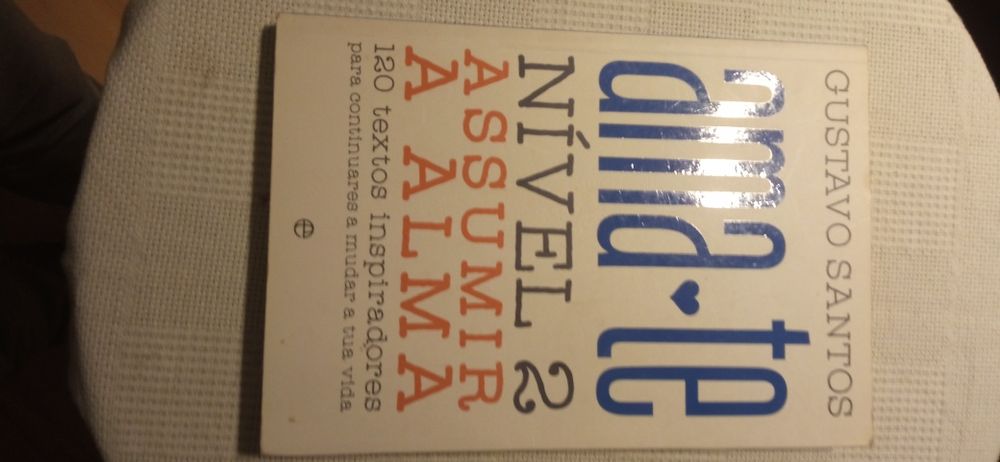 GUSTAVO SANTOS
ama-te
NÍVEL 2
ASSUMIR
A ALMA
120 textos inspiradores
para continuares a mudar a tua vida
e